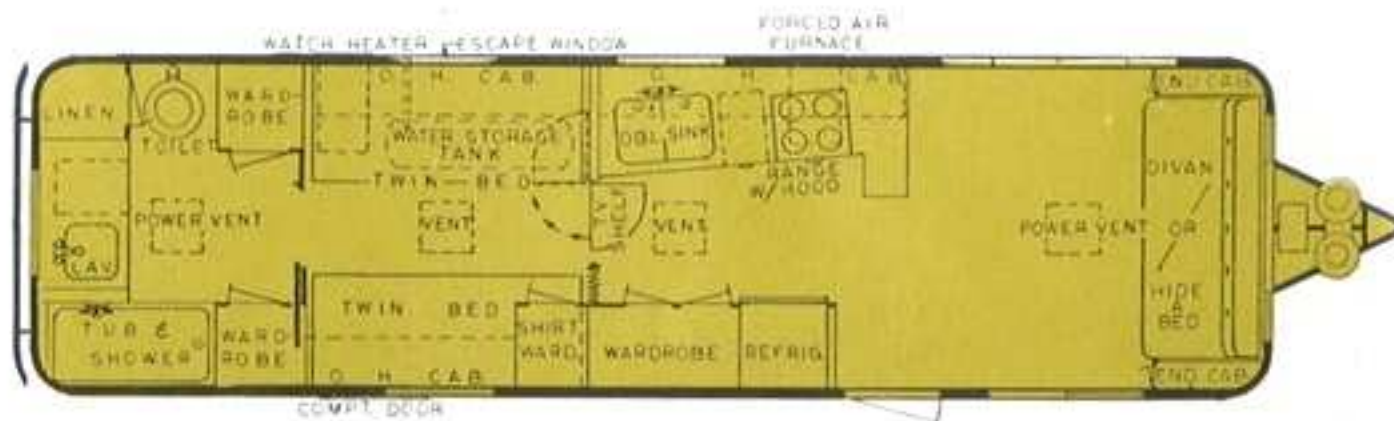 FORCED AIR
FURNACE
WATER HEATER
ESCAPE WINDOW
LINEN
TOILET
WARD-
ROBE
O. H. CAB.
WATER STORAGE
TANK
TWIN BED
O. H. CAB.
DBL SINK
RANGE
W/HOOD
T.V.
SHELF
END CAB.
DIVAN
OR
HIDE
A
BED
END CAB.
POWER VENT
VENT
VENT
POWER VENT
LAV.
TUB &
SHOWER
WARD-
ROBE
TWIN BED
O. H. CAB.
SHIRT
WARD.
WARDROBE
REFRIG.
COMPT. DOOR